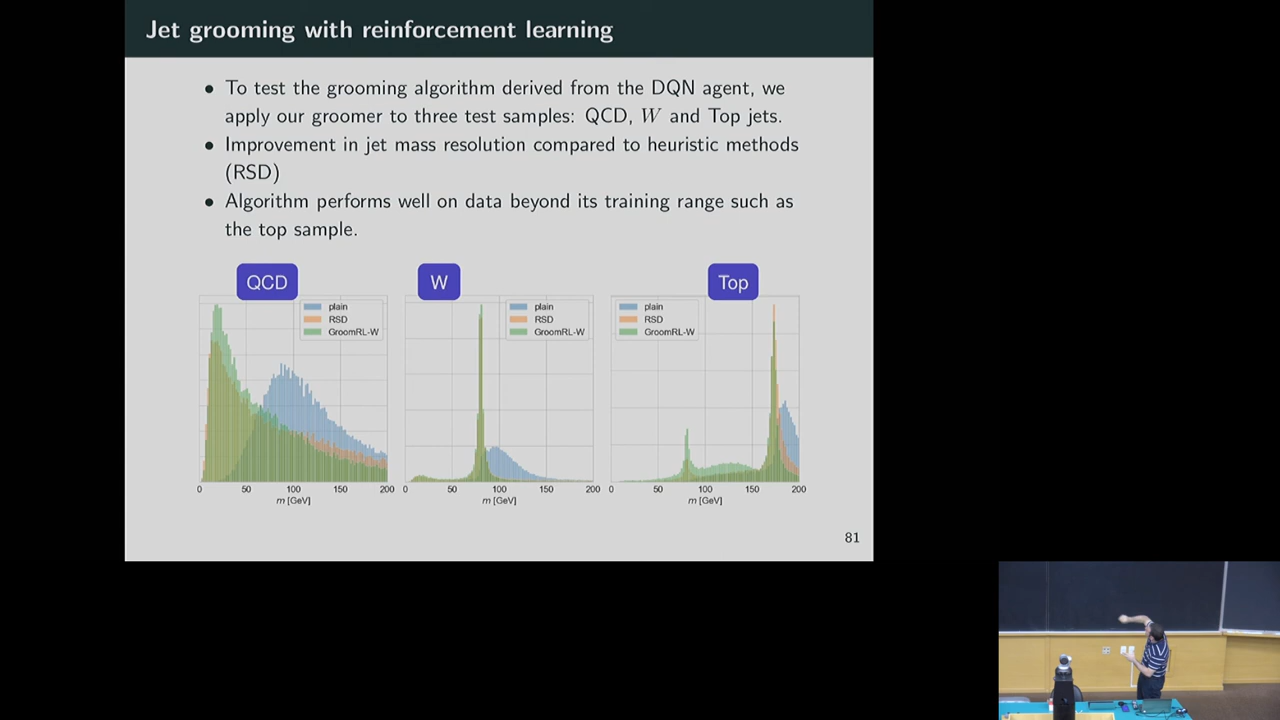 Jet grooming with reinforcement learning
• To test the grooming algorithm derived from the DQN agent, we
apply our groomer to three test samples: QCD, W and Top jets.
• Improvement in jet mass resolution compared to heuristic methods
(RSD)
• Algorithm performs well on data beyond its training range such as
the top sample.
QCD
plain
RSD
GroomRL-W
0 50 100 150 200
m [GeV]
W
plain
RSD
GroomRL-W
0 50 100 150 200
m [GeV]
Top
plain
RSD
GroomRL-W
0 50 100 150 200
m [GeV]
81